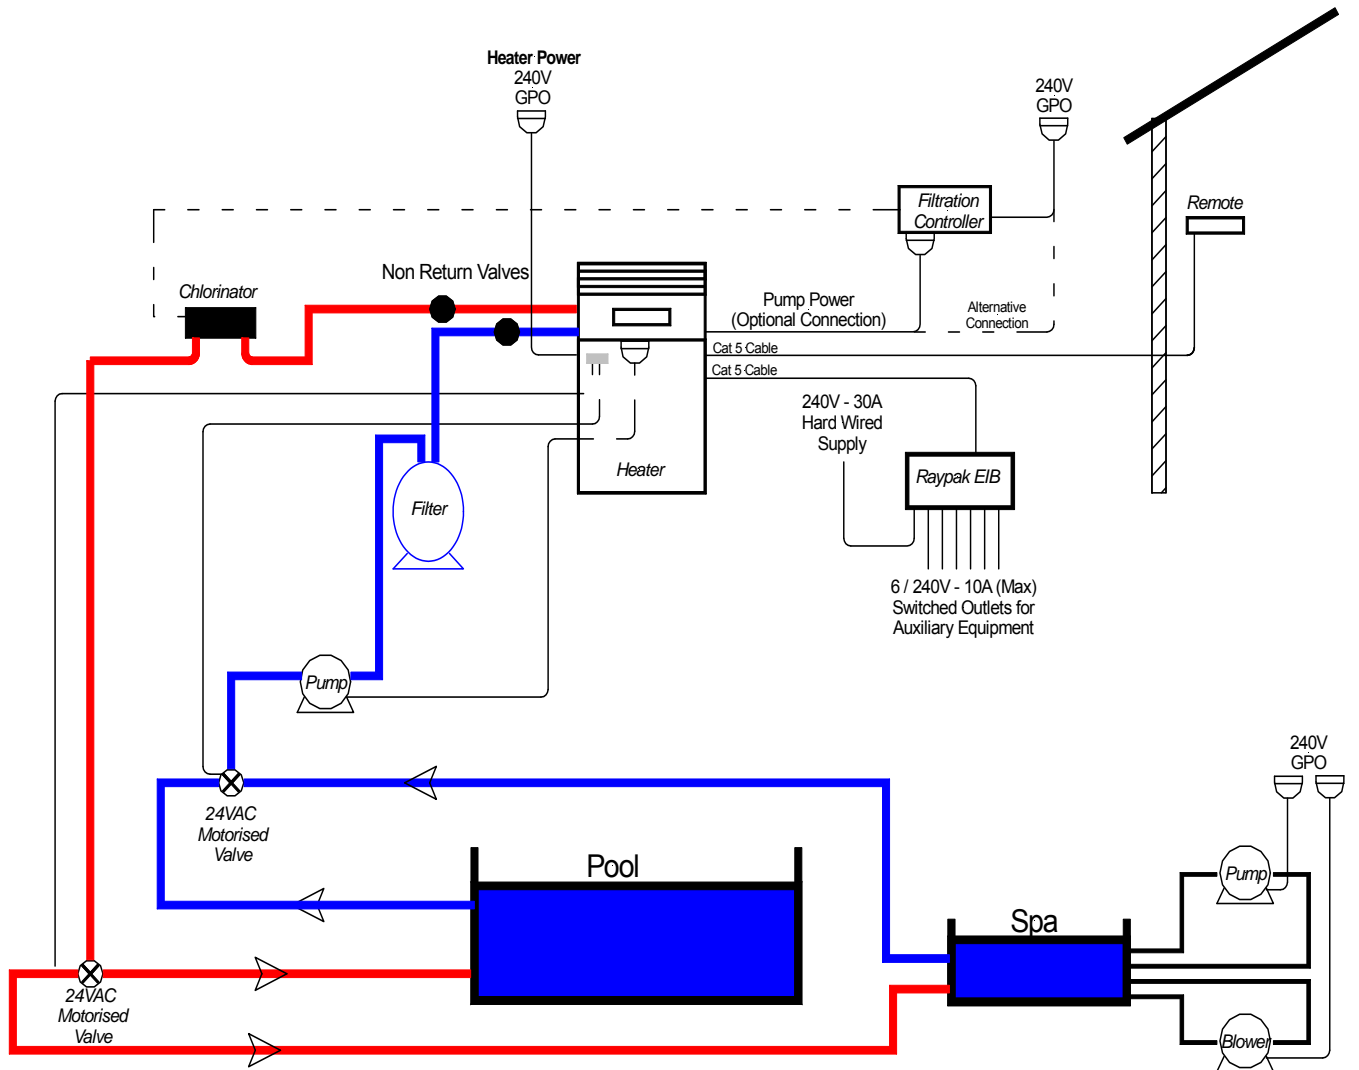 Heater Power
240V
GPO
240V
GPO
Filtration
Controller
Remote
Non Return Valves
Chlorinator
Pump Power
(Optional Connection)
Alternative
Connection
Cat 5 Cable
Cat 5 Cable
240V - 30A
Hard Wired
Supply
Heater
Raypak EIB
Filter
6 / 240V - 10A (Max)
Switched Outlets for
Auxiliary Equipment
Pump
240V
GPO
24VAC
Motorised
Valve
Pool
Pump
Spa
24VAC
Motorised
Valve
Blower